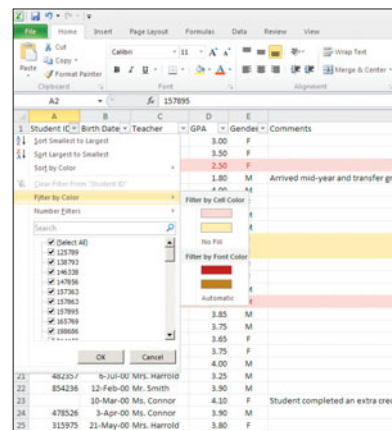 File Home Insert Page Layout Formulas Data Review View
Cut
Copy
Format Painter
Paste
Clipboard
Calibri 11 A A
B I U A
Font
Wrap Text
Merge & Center
Alignment
A2 fx 157895
A B C D E
1 Student ID Birth Date Teacher GPA Gender Comments
Sort Smallest to Largest
Sort Largest to Smallest
Sort by Color
Clear Filter From "Student ID"
Filter by Color
Number Filters
Search
(Select All)
125789
138793
146338
147856
157363
157863
157895
165769
198686
OK Cancel
Filter by Cell Color
No Fill
Filter by Font Color
Automatic
3.00 F
3.50 F
2.50 F
1.80 M Arrived mid-year and transfer gr
4.00 M
M
3.85 M
3.75 M
3.65 F
3.75 F
4.00 M
21 482357 6-Jul-00 Mrs. Harrold 3.25 M
22 854236 12-Feb-00 Mr. Smith 3.90 M
23 10-Mar-00 Ms. Connor 4.10 F Student completed an extra cred
24 478526 3-Apr-00 Ms. Connor 3.90 M
25 315975 21-May-00 Mrs. Harrold 3.80 F